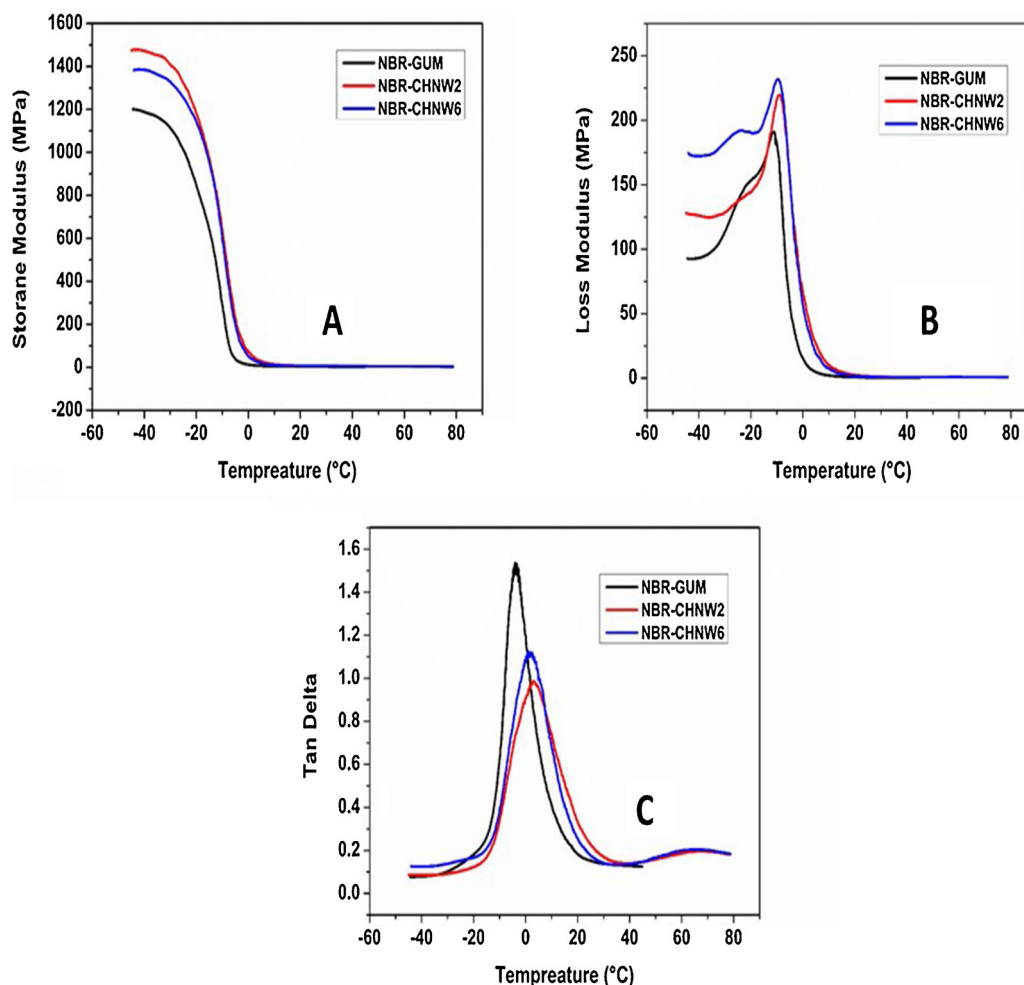 1600
1400
1200
1000
800
600
400
200
0
-200
Storane Modulus (MPa)
NBR-GUM
NBR-CHNW2
NBR-CHNW6
A
-60 -40 -20 0 20 40 60 80
Tempreature (°C)
250
200
150
100
50
0
Loss Modulus (MPa)
NBR-GUM
NBR-CHNW2
NBR-CHNW6
B
-60 -40 -20 0 20 40 60 80
Temperature (°C)
1.6
1.4
1.2
1.0
0.8
0.6
0.4
0.2
0.0
Tan Delta
NBR-GUM
NBR-CHNW2
NBR-CHNW6
C
-60 -40 -20 0 20 40 60 80
Tempreature (°C)